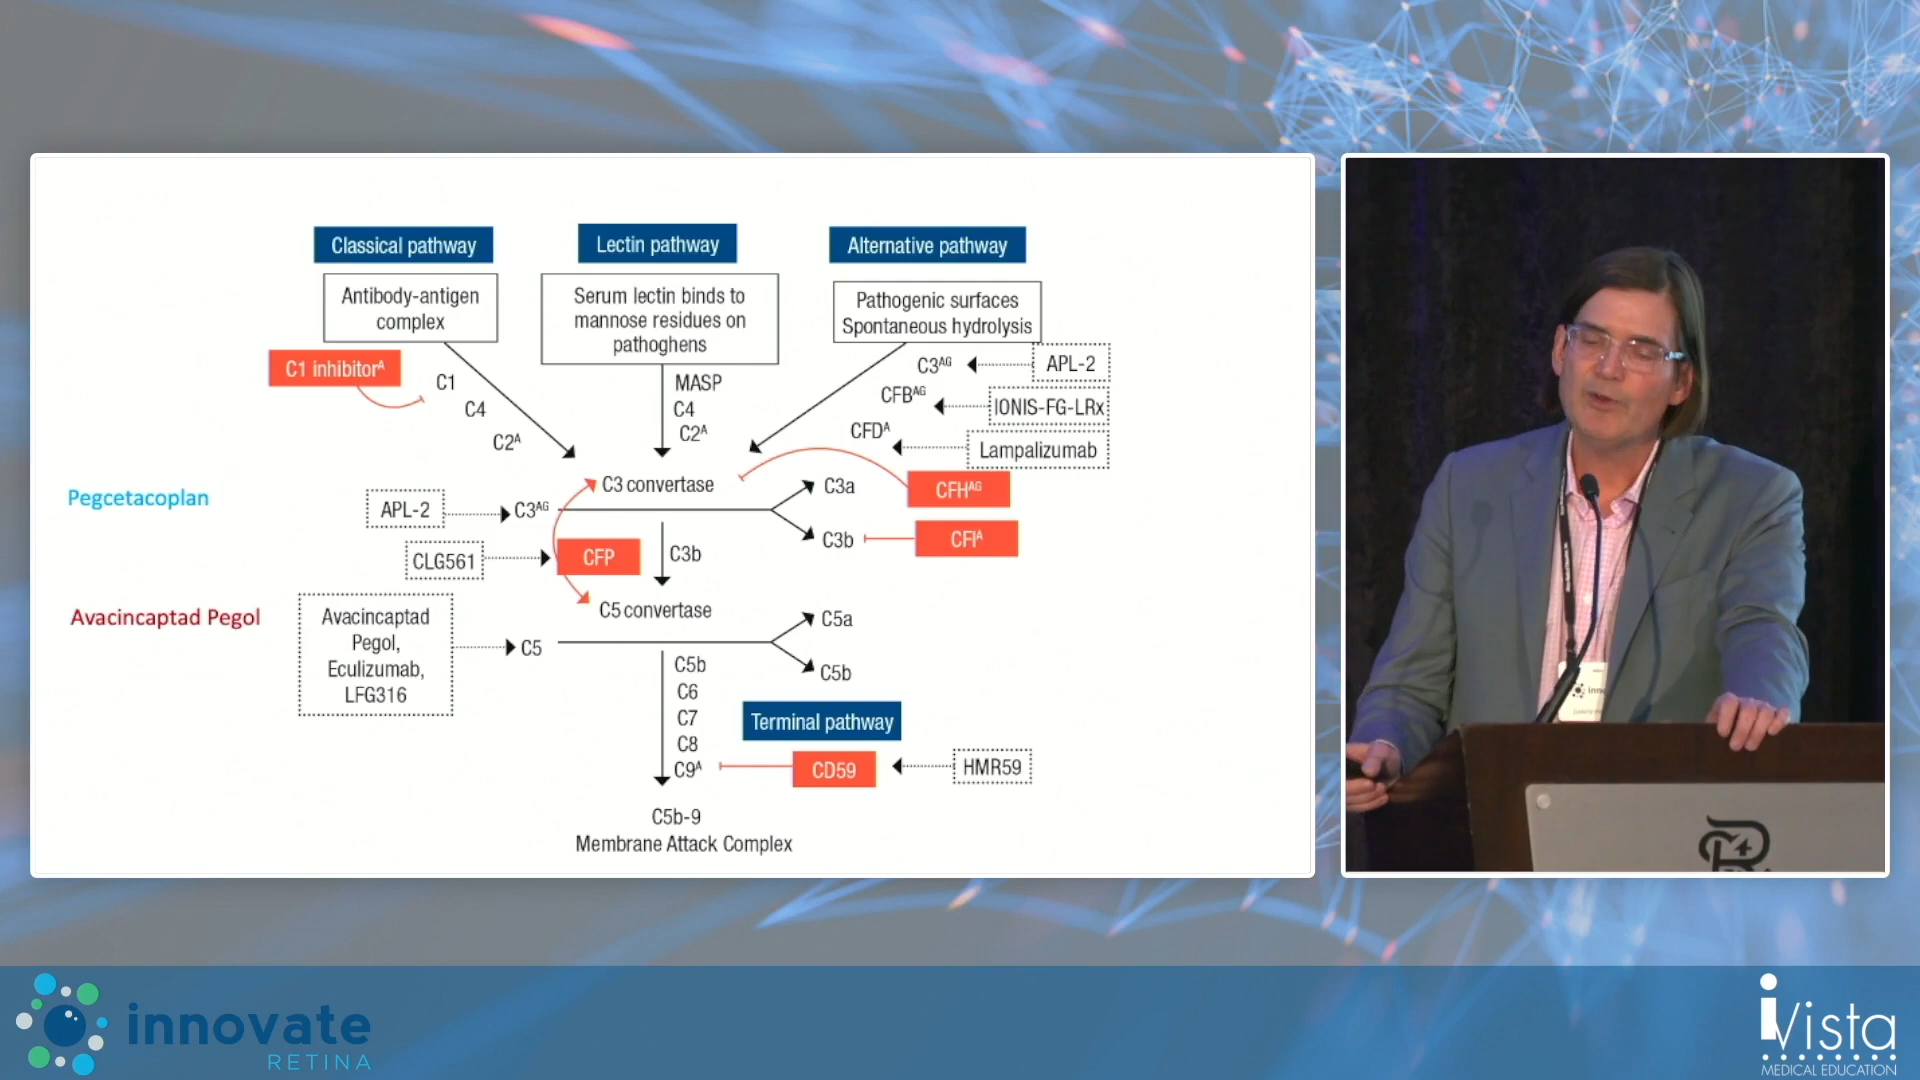 Classical pathway
Lectin pathway
Alternative pathway
Antibody-antigen
complex
Serum lectin binds to
mannose residues on
pathoghens
Pathogenic surfaces
Spontaneous hydrolysis
C1 inhibitorᴬ
C1
C4
C2ᴬ
MASP
C4
C2ᴬ
C3ᴬᴳ
APL-2
CFBᴬᴳ
IONIS-FG-LRx
CFDᴬ
Lampalizumab
Pegcetacoplan
APL-2
C3ᴬᴳ
C3 convertase
C3a
CFHᴬᴳ
C3b
CFIᴬ
CLG561
CFP
C3b
Avacincaptad Pegol
Avacincaptad
Pegol,
Eculizumab,
LFG316
C5
C5 convertase
C5a
C5b
C5b
C6
C7
C8
C9ᴬ
Terminal pathway
CD59
HMR59
C5b-9
Membrane Attack Complex
innovate
RETINA
iVista
MEDICAL EDUCATION